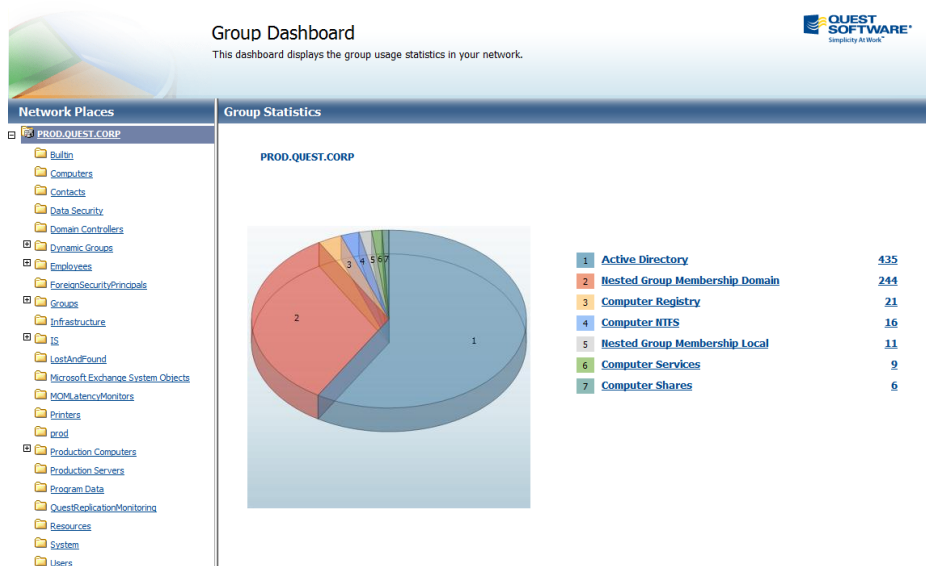 Group Dashboard
This dashboard displays the group usage statistics in your network.
QUEST
SOFTWARE
Simplicity At Work
Network Places
PROD.QUEST.CORP
Builtin
Computers
Contacts
Data Security
Domain Controllers
Dynamic Groups
Employees
ForeignSecurityPrincipals
Groups
Infrastructure
IS
LostAndFound
Microsoft Exchange System Objects
MOMLatencyMonitors
Printers
prod
Production Computers
Production Servers
Program Data
QuestReplicationMonitoring
Resources
System
Users
Group Statistics
PROD.QUEST.CORP
3 4 5 6 7
2
1
1 Active Directory 435
2 Nested Group Membership Domain 244
3 Computer Registry 21
4 Computer NTFS 16
5 Nested Group Membership Local 11
6 Computer Services 9
7 Computer Shares 6